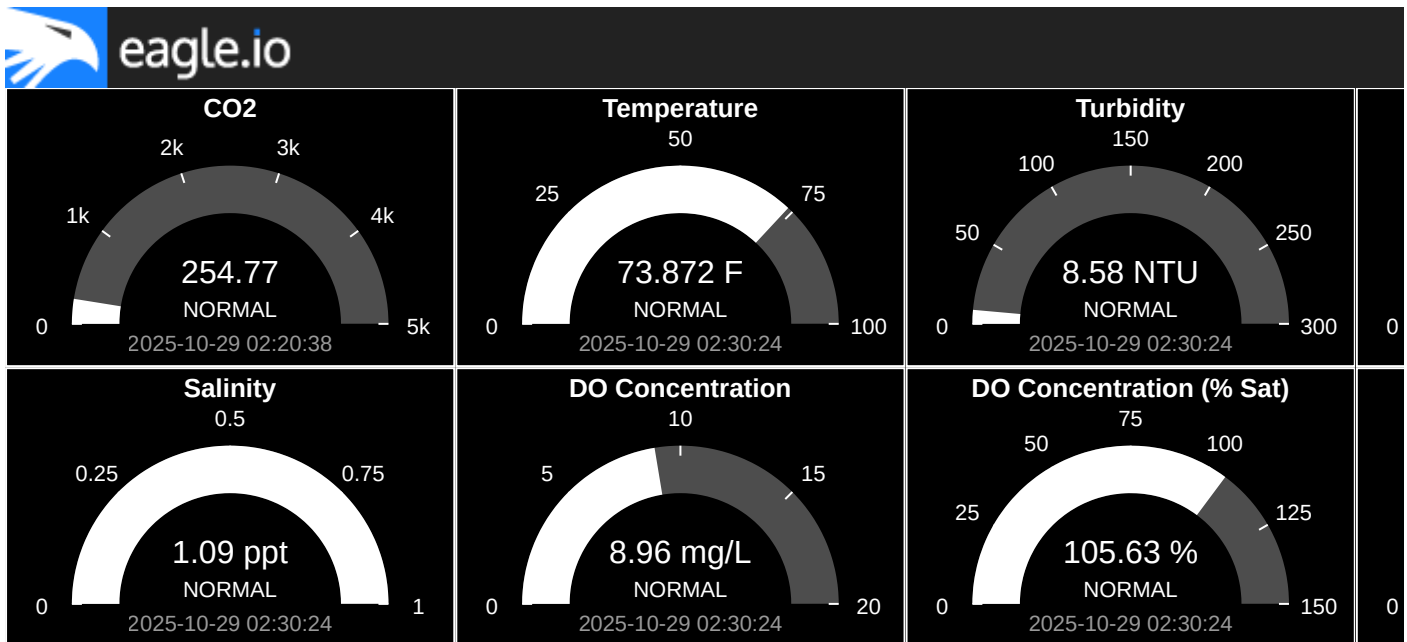 eagle.io
CO2
0
1k
2k
3k
4k
5k
254.77
NORMAL
2025-10-29 02:20:38
Temperature
0
25
50
75
100
73.872 F
NORMAL
2025-10-29 02:30:24
Turbidity
0
50
100
150
200
250
300
8.58 NTU
NORMAL
2025-10-29 02:30:24
0
Salinity
0
0.25
0.5
0.75
1
1.09 ppt
NORMAL
2025-10-29 02:30:24
DO Concentration
0
5
10
15
20
8.96 mg/L
NORMAL
2025-10-29 02:30:24
DO Concentration (% Sat)
0
25
50
75
100
125
150
105.63 %
NORMAL
2025-10-29 02:30:24
0